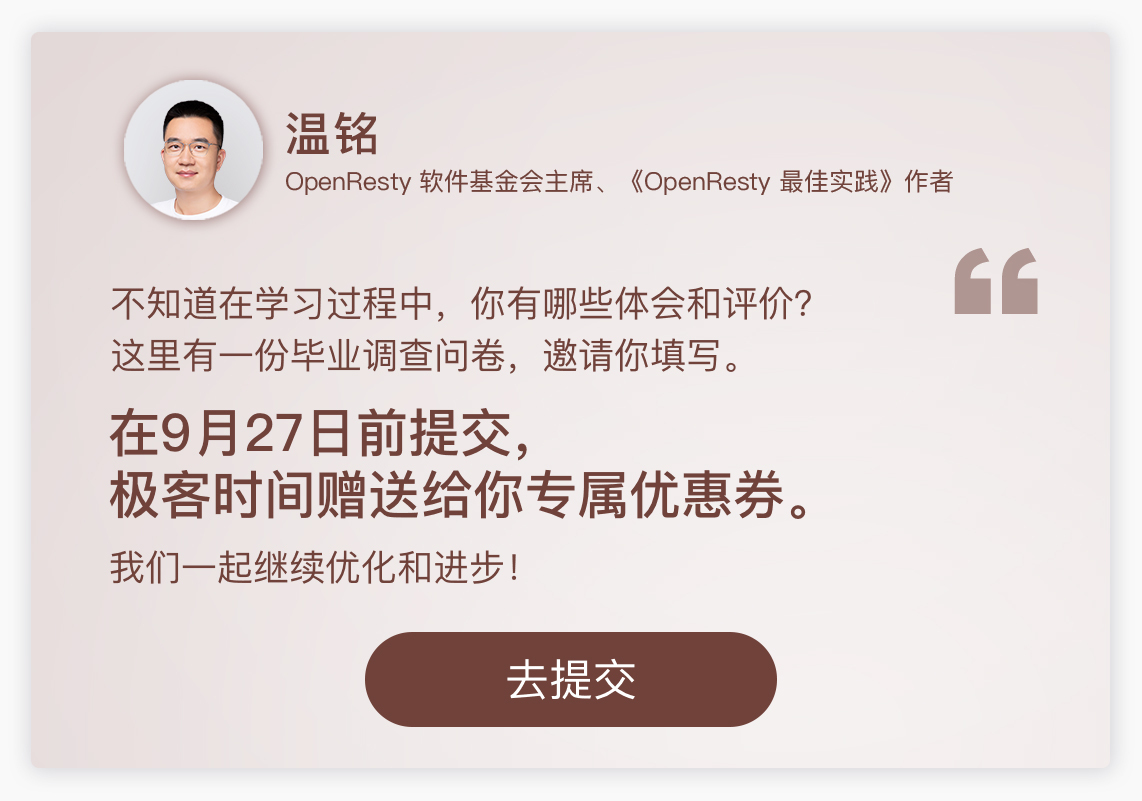 温铭
OpenResty 软件基金会主席、《OpenResty 最佳实践》作者
不知道在学习过程中，你有哪些体会和评价？
这里有一份毕业调查问卷，邀请你填写。
在9月27日前提交，
极客时间赠送给你专属优惠券。
我们一起继续优化和进步！
去提交